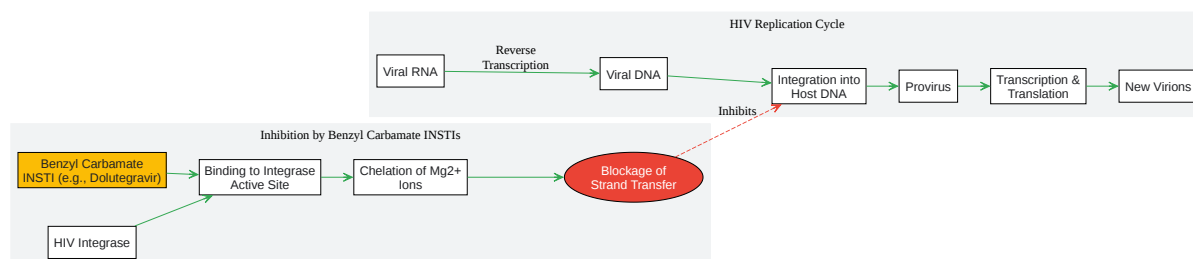 HIV Replication Cycle
Viral RNA
Reverse
Transcription
Viral DNA
Integration into
Host DNA
Provirus
Transcription &
Translation
New Virions
Inhibits
Inhibition by Benzyl Carbamate INSTIs
Benzyl Carbamate
INSTI (e.g., Dolutegravir)
Binding to Integrase
Active Site
Chelation of Mg2+
Ions
Blockage of
Strand Transfer
HIV Integrase